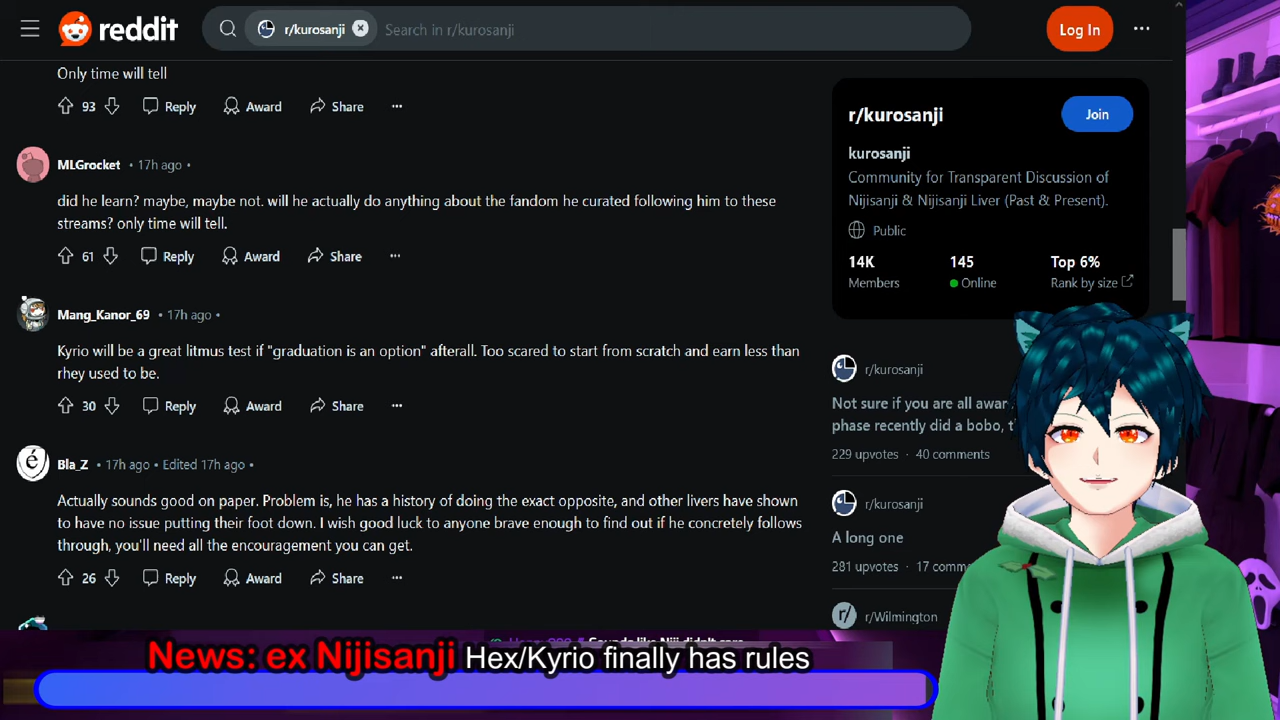 reddit
r/kurosanji
Search in r/kurosanji
Log In
Only time will tell
93 Reply Award Share
MLGrocket • 17h ago •
did he learn? maybe, maybe not. will he actually do anything about the fandom he curated following him to these
streams? only time will tell.
61 Reply Award Share
Mang_Kanor_69 • 17h ago •
Kyrio will be a great litmus test if "graduation is an option" afterall. Too scared to start from scratch and earn less than
rhey used to be.
30 Reply Award Share
Bla_Z • 17h ago • Edited 17h ago •
Actually sounds good on paper. Problem is, he has a history of doing the exact opposite, and other livers have shown
to have no issue putting their foot down. I wish good luck to anyone brave enough to find out if he concretely follows
through, you'll need all the encouragement you can get.
26 Reply Award Share
r/kurosanji
Join
kurosanji
Community for Transparent Discussion of
Nijisanji & Nijisanji Liver (Past & Present).
Public
14K 145 Top 6%
Members Online Rank by size
r/kurosanji
Not sure if you are all awar
phase recently did a bobo, t
229 upvotes • 40 comments
r/kurosanji
A long one
281 upvotes • 17 comm
r/Wilmington
News: ex Nijisanji Hex/Kyrio finally has rules